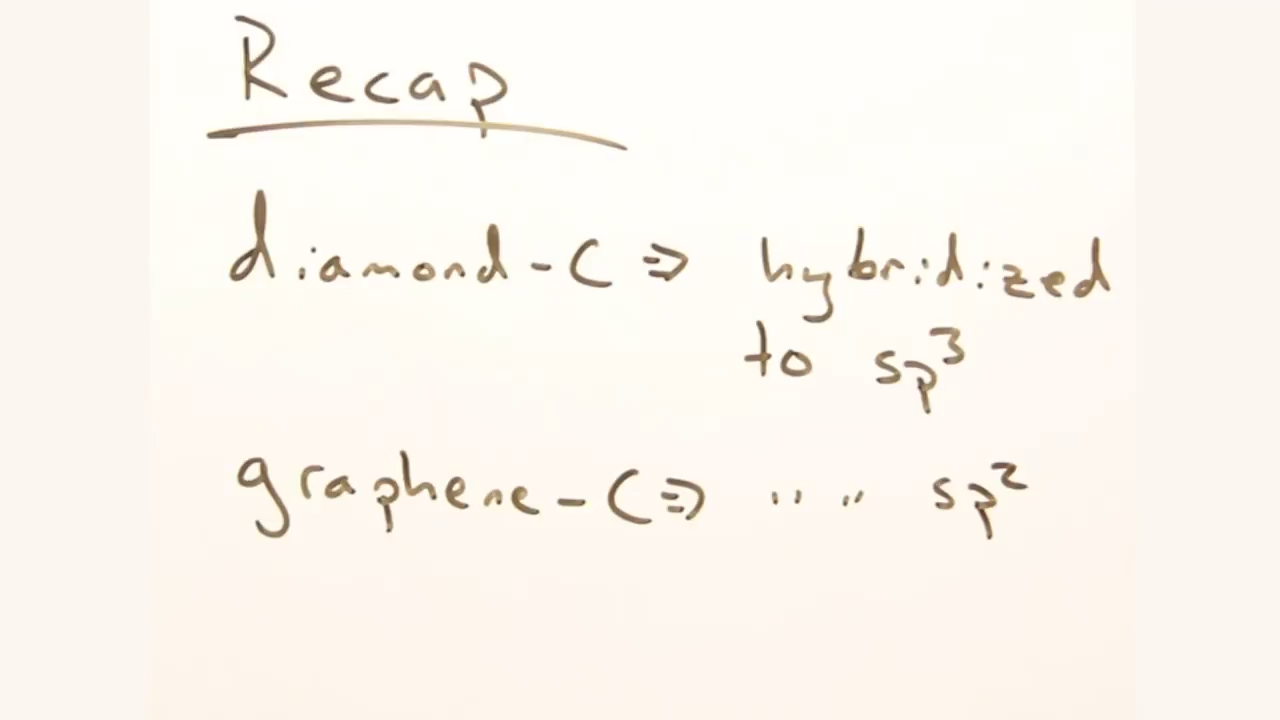 Recap
diamond-C ⇒ hybridized
to sp³
graphene-C ⇒ " " sp²